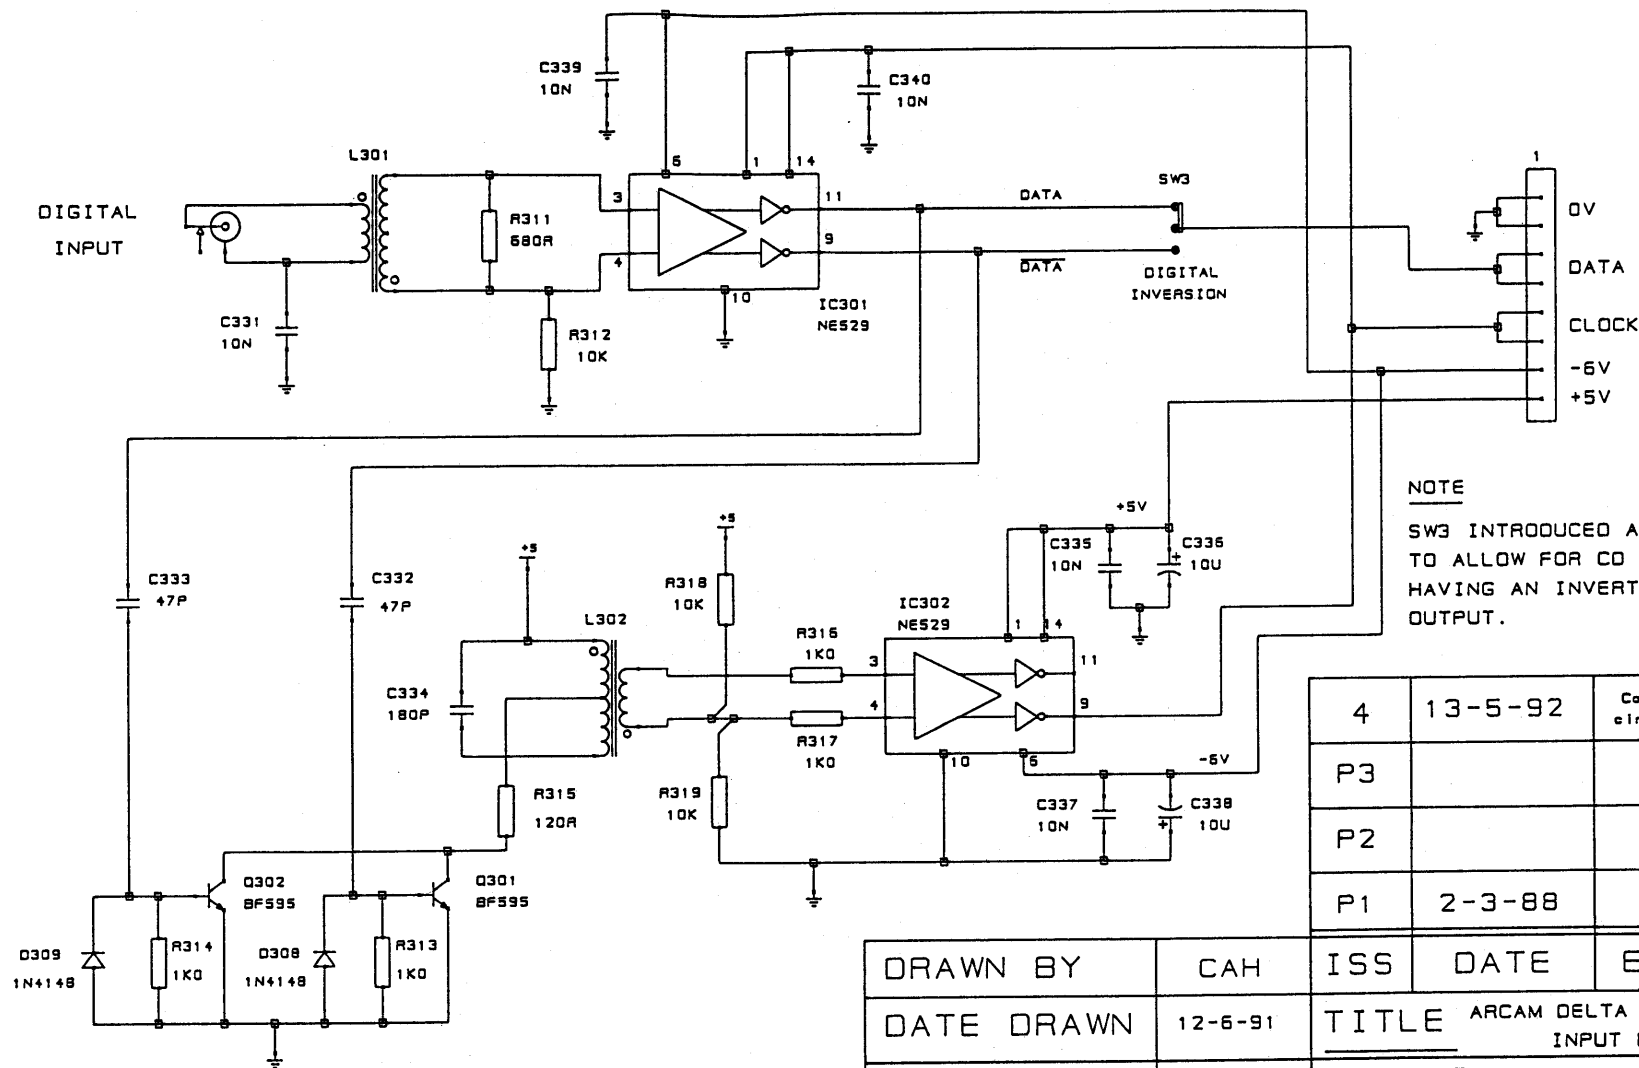 C339
10N
C340
10N
L301
DIGITAL
INPUT
R311
680R
C331
10N
R312
10K
6
1
14
3
4
11
9
10
IC301
NE529
DATA
DATA
SW3
DIGITAL
INVERSION
1
0V
DATA
CLOCK
-6V
+5V
NOTE
SW3 INTRODUCED A
TO ALLOW FOR CD
HAVING AN INVERT
OUTPUT.
C333
47P
C332
47P
+5
L302
C334
180P
R315
120R
+5
R318
10K
R316
1K0
R317
1K0
R319
10K
IC302
NE529
1
14
3
4
11
9
10
6
+5V
C335
10N
C336
+
10U
-6V
C337
10N
C338
+
10U
Q302
BF595
Q301
BF595
D309
1N4148
R314
1K0
D308
1N4148
R313
1K0
4
13-5-92
P3
P2
P1
2-3-88
ISS
DATE
DRAWN BY
CAH
DATE DRAWN
12-6-91
TITLE
ARCAM DELTA
INPUT